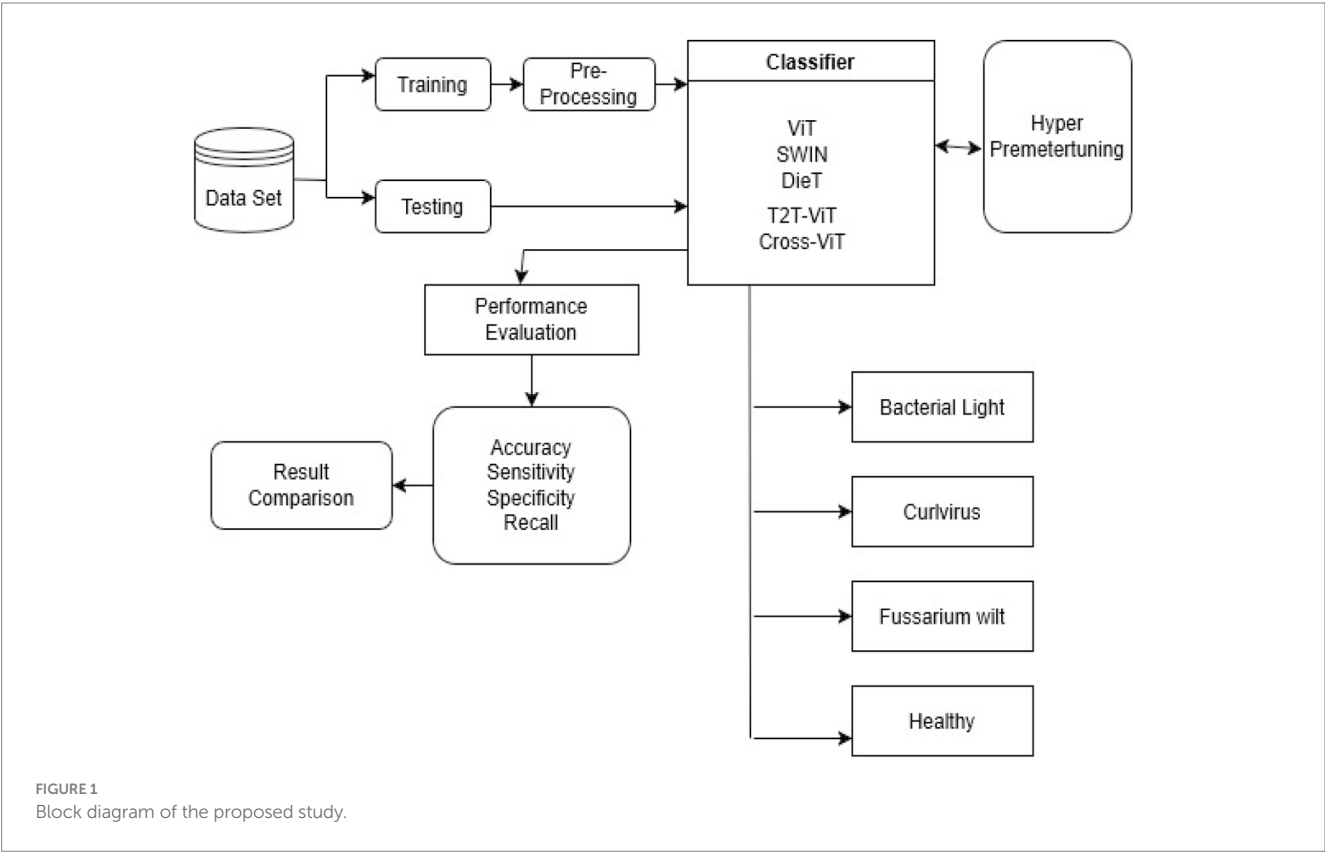 Data Set
Training
Pre-
Processing
Testing
Classifier
ViT
SWIN
DieT
T2T-ViT
Cross-ViT
Hyper
Premetertuning
Performance
Evaluation
Accuracy
Sensitivity
Specificity
Recall
Result
Comparison
Bacterial Light
Curlvirus
Fussarium wilt
Healthy
FIGURE 1
Block diagram of the proposed study.